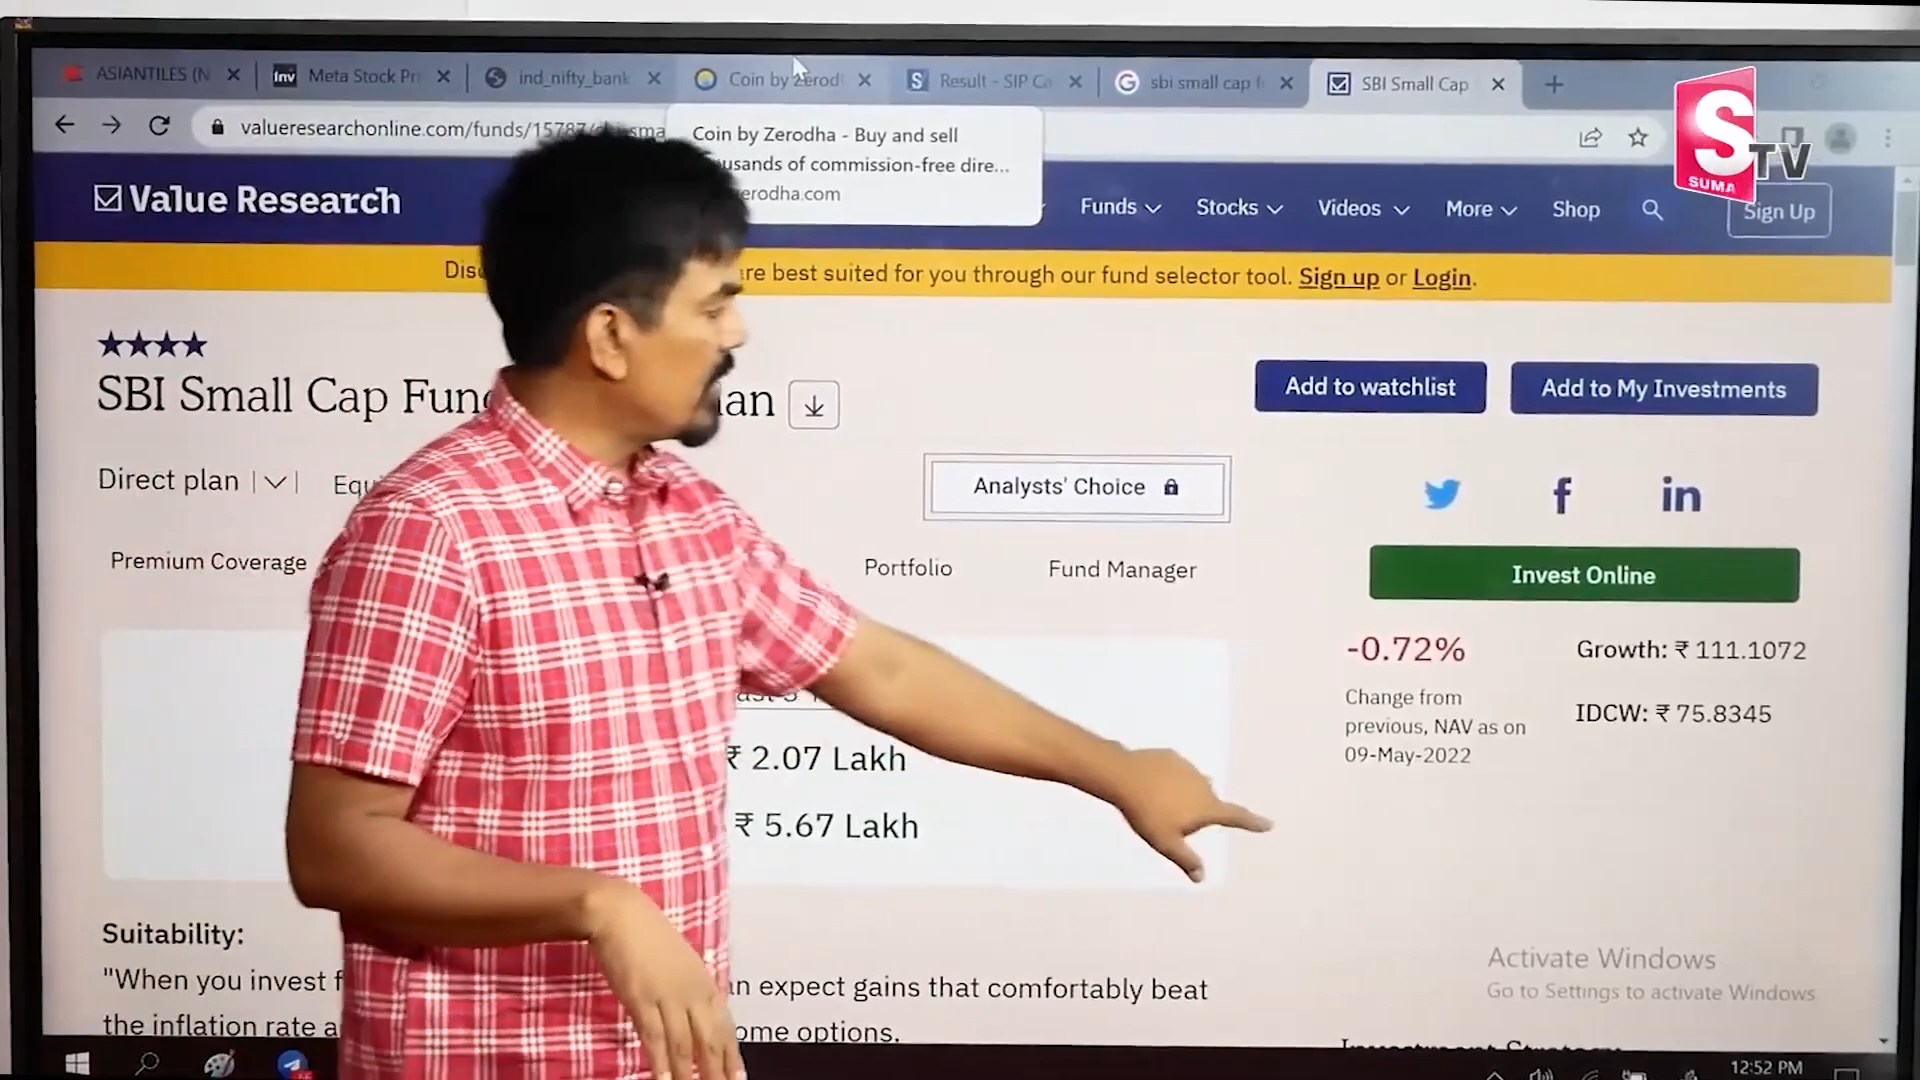 ASIANTILES (N
Meta Stock Pr
ind_nifty_bank
Coin by Zerod
Result - SIP Ca
sbi small cap f
SBI Small Cap
valueresearchonline.com/funds/15787/
sma
Coin by Zerodha - Buy and sell
usands of commission-free dire...
erodha.com
S TV
SUMA
Value Research
Funds
Stocks
Videos
More
Shop
Sign Up
re best suited for you through our fund selector tool. Sign up or Login.
SBI Small Cap Fun
an
Add to watchlist
Add to My Investments
Direct plan
Equ
Analysts' Choice
Premium Coverage
Portfolio
Fund Manager
Invest Online
-0.72%
Growth: ₹ 111.1072
Change from
previous, NAV as on
09-May-2022
IDCW: ₹ 75.8345
₹ 2.07 Lakh
₹ 5.67 Lakh
Suitability:
"When you invest f
n expect gains that comfortably beat
the inflation rate a
ome options.
Activate Windows
Go to Settings to activate Windows
12:52 PM